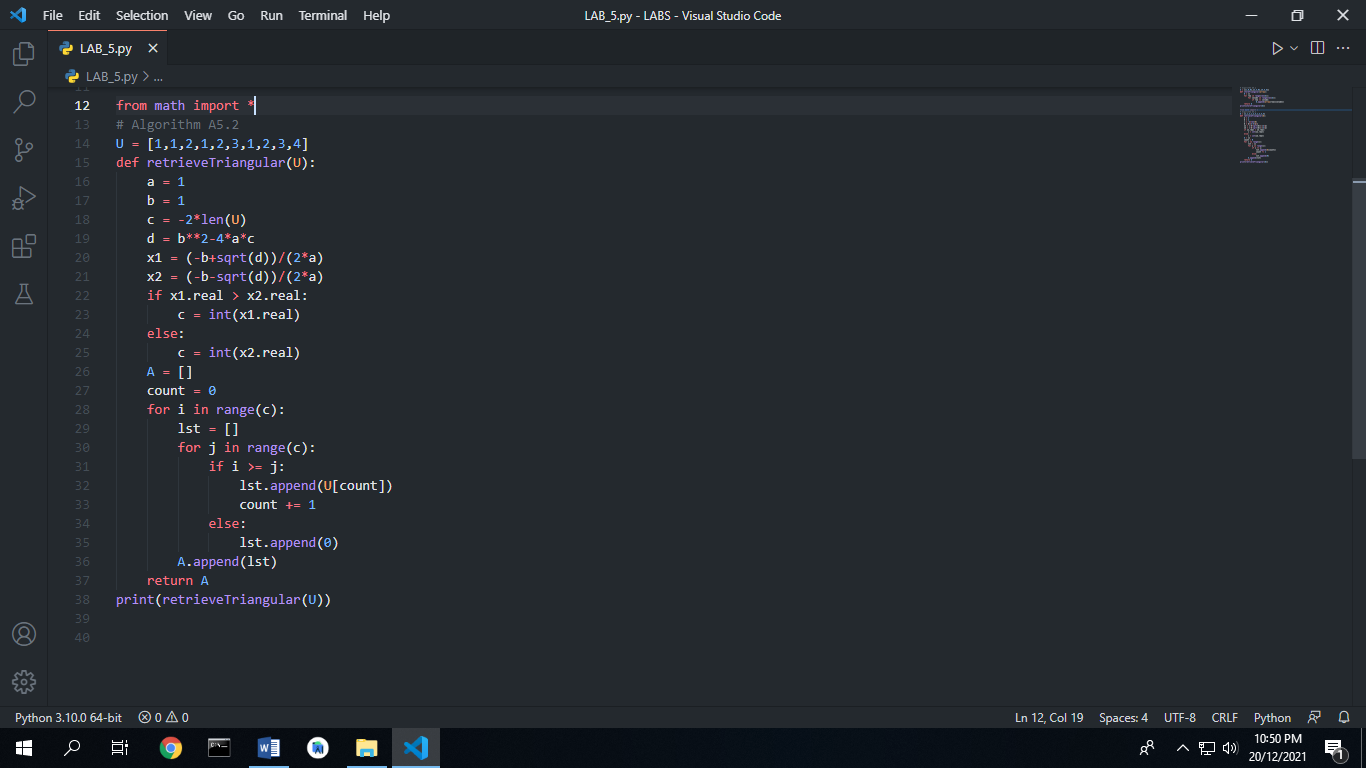 File Edit Selection View Go Run Terminal Help LAB_5.py - LABS - Visual Studio Code
LAB_5.py
LAB_5.py > ...
11
12 from math import *
13 # Algorithm A5.2
14 U = [1,1,2,1,2,3,1,2,3,4]
15 def retrieveTriangular(U):
16     a = 1
17     b = 1
18     c = -2*len(U)
19     d = b**2-4*a*c
20     x1 = (-b+sqrt(d))/(2*a)
21     x2 = (-b-sqrt(d))/(2*a)
22     if x1.real > x2.real:
23         c = int(x1.real)
24     else:
25         c = int(x2.real)
26     A = []
27     count = 0
28     for i in range(c):
29         lst = []
30         for j in range(c):
31             if i >= j:
32                 lst.append(U[count])
33                 count += 1
34             else:
35                 lst.append(0)
36         A.append(lst)
37     return A
38 print(retrieveTriangular(U))
39
40
Python 3.10.0 64-bit 0 0 Ln 12, Col 19 Spaces: 4 UTF-8 CRLF Python
10:50 PM
20/12/2021
1